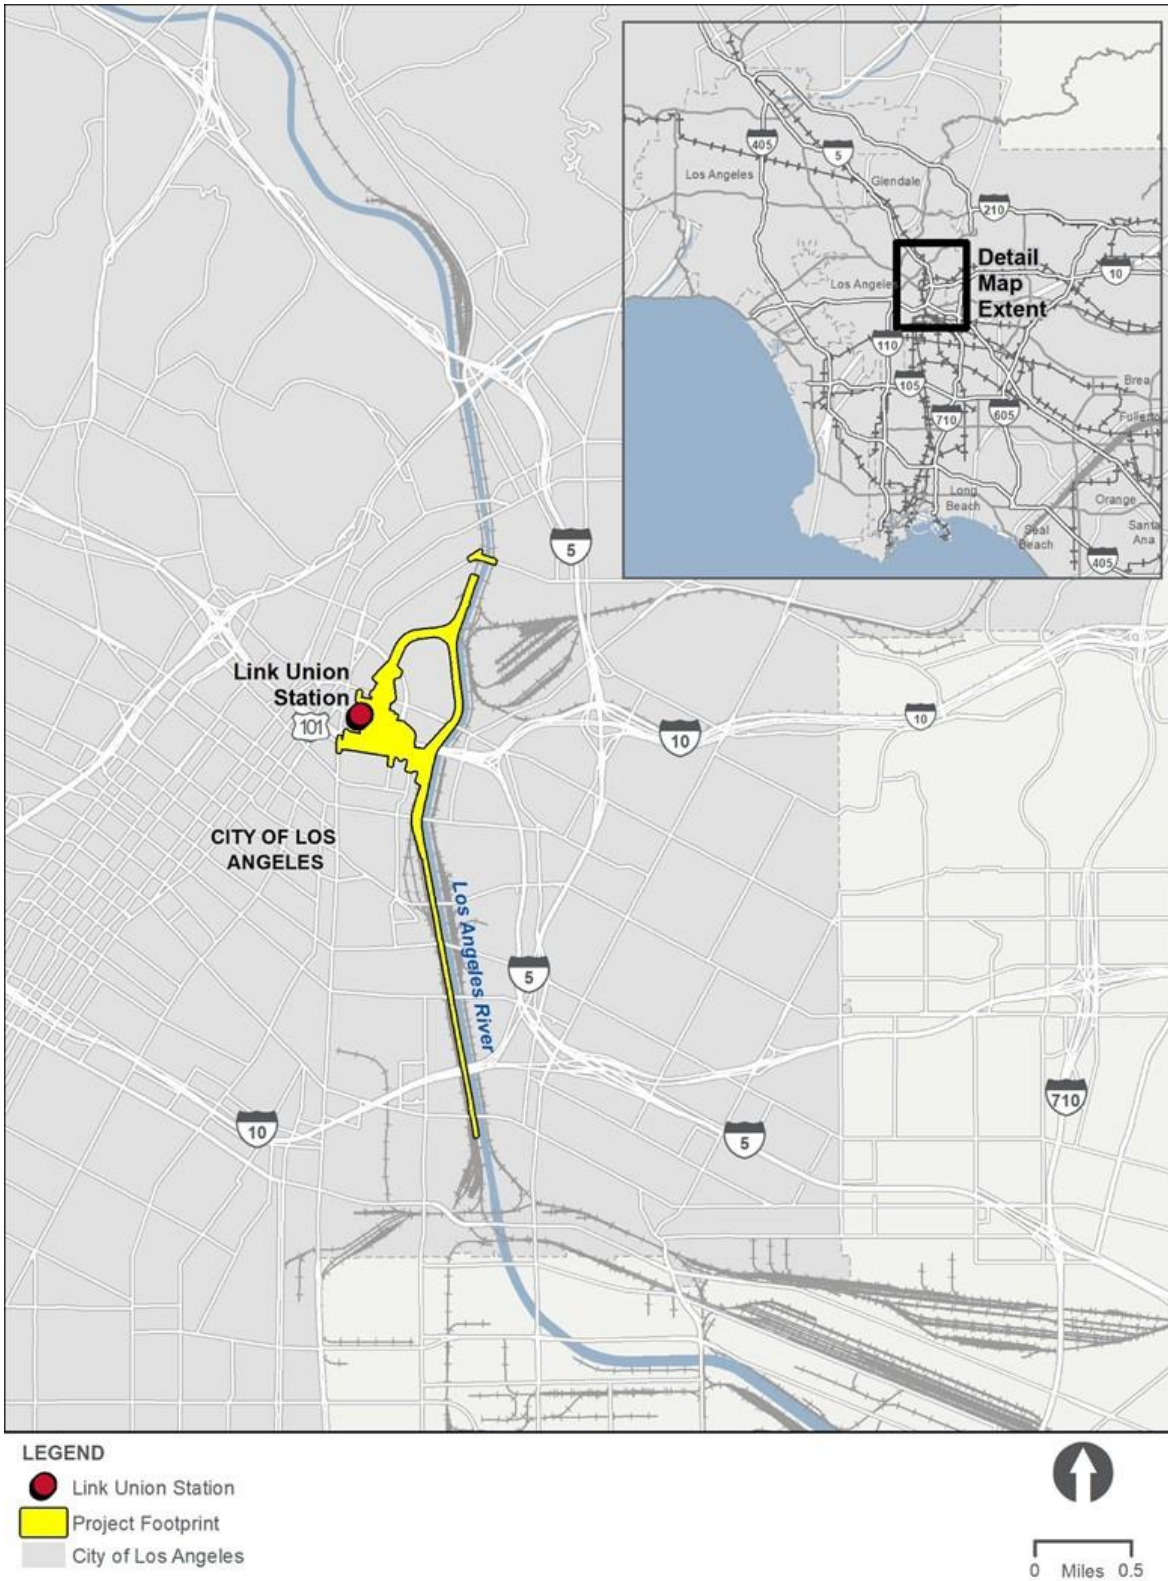 405
5
Los Angeles
Glendale
210
Detail
Map
Extent
10
Los Angele
110
105
710
605
Brea
Fullerto
Long
Beach
Orange
Seal
Beach
Santa
Ana
405
5
Link Union
Station
101
10
10
CITY OF LOS
ANGELES
Los Angeles River
5
10
5
710
LEGEND
Link Union Station
Project Footprint
City of Los Angeles
0 Miles 0.5